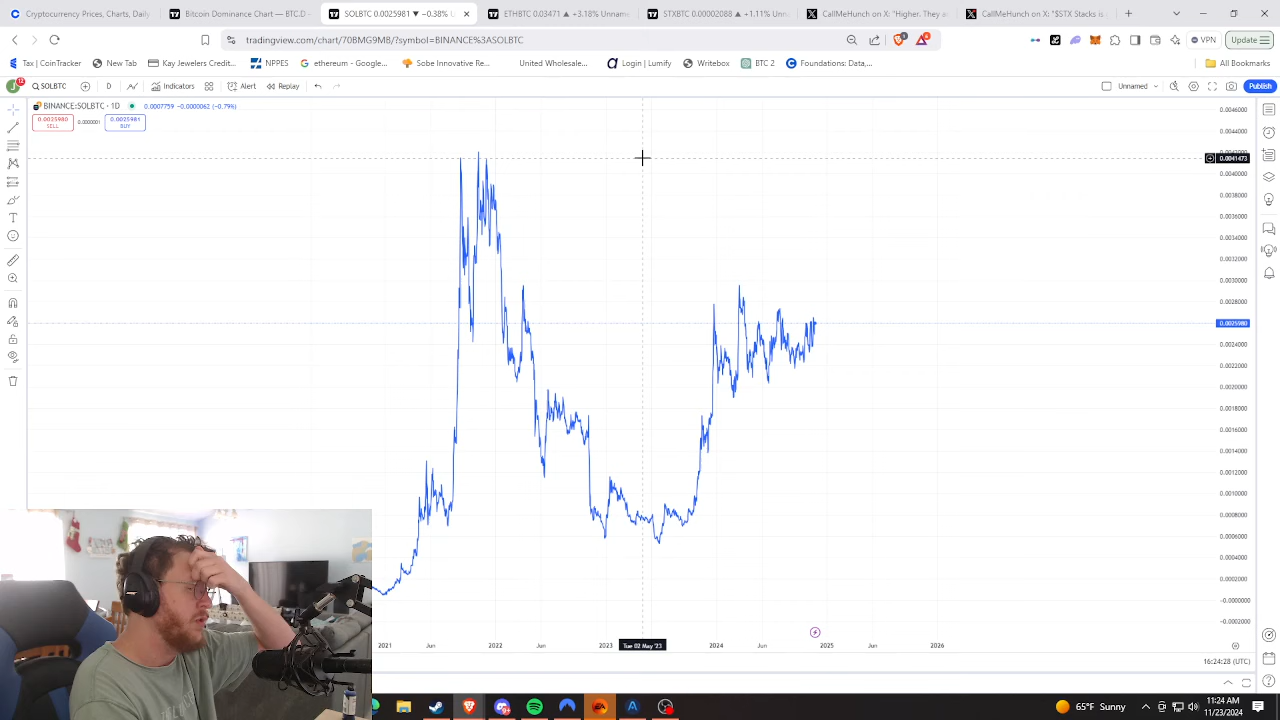 Cryptocurrency Prices, Charts, Daily
Bitcoin Dominance Chart — BTC.D
SOLBTC 0.0025981 −0.38% U
ETHBTC 0.03471 ▲ +3.18% Unnam
STXBTC 0.00002088 ▲ +1.11% Un
CallMeHunch on X: "Higher. They a
CallMeHunch on X: "$STX Stacks is
tradingview.com/chart/70BMG9MB/?symbol=BINANCE%3ASOLBTC
VPN
Update
Tax | CoinTracker
New Tab
Kay Jewelers Credit...
NPPES
ethereum - Google...
Sobe Innovative Re...
United Wholesale...
Login | Lumify
Writebox
BTC 2
Foundations: Data,...
All Bookmarks
J
12
SOLBTC
D
Indicators
Alert
Replay
Unnamed
Publish
BINANCE:SOLBTC · 1D
0.0007759 −0.0000062 (−0.79%)
0.0025980
SELL
0.0000001
0.0025981
BUY
0.0046000
0.0044000
0.0041473
0.0040000
0.0038000
0.0036000
0.0034000
0.0032000
0.0030000
0.0028000
0.0025980
0.0024000
0.0022000
0.0020000
0.0018000
0.0016000
0.0014000
0.0012000
0.0010000
0.0008000
0.0006000
0.0004000
0.0002000
−0.0000000
−0.0002000
2021
Jun
2022
Jun
2023
Tue 02 May '23
2024
Jun
2025
Jun
2026
16:24:28 (UTC)
65°F Sunny
11:24 AM
11/23/2024